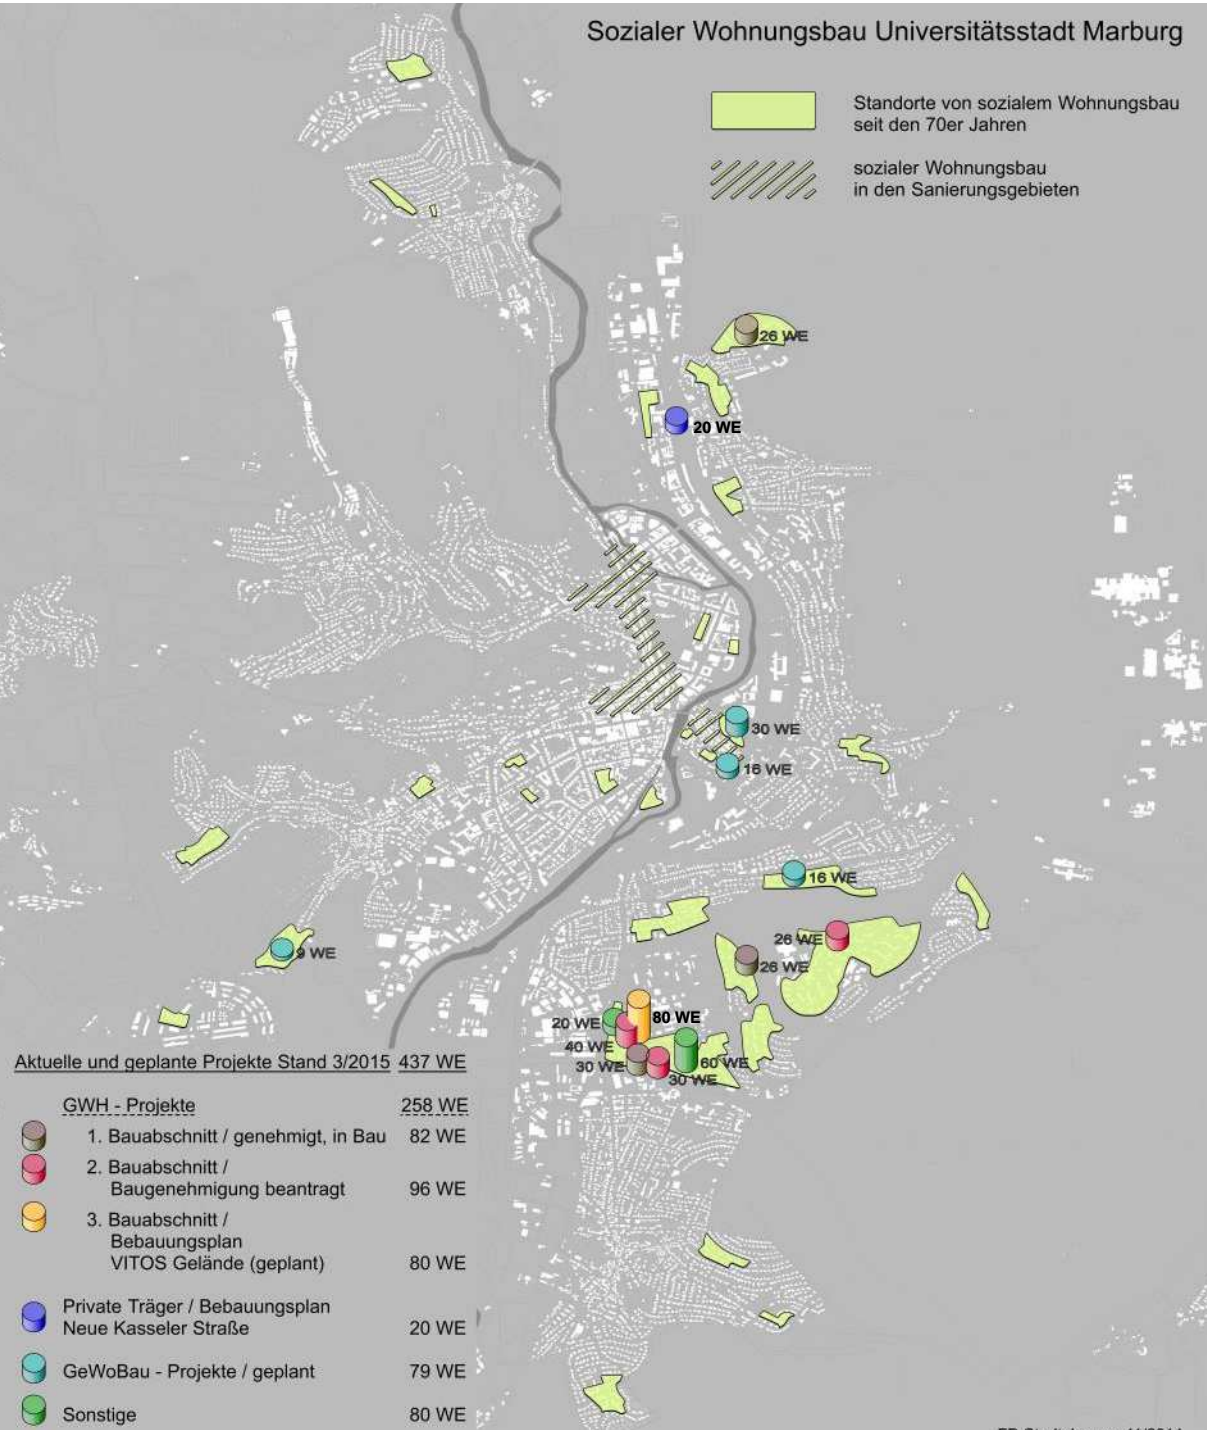 Sozialer Wohnungsbau Universitätsstadt Marburg
Standorte von sozialem Wohnungsbau
seit den 70er Jahren
sozialer Wohnungsbau
in den Sanierungsgebieten
26 WE
20 WE
30 WE
16 WE
16 WE
26 WE
26 WE
9 WE
20 WE
80 WE
40 WE
30 WE
60 WE
30 WE
Aktuelle und geplante Projekte Stand 3/2015 437 WE
GWH - Projekte 258 WE
1. Bauabschnitt / genehmigt, in Bau 82 WE
2. Bauabschnitt /
Baugenehmigung beantragt 96 WE
3. Bauabschnitt /
Bebauungsplan
VITOS Gelände (geplant) 80 WE
Private Träger / Bebauungsplan
Neue Kasseler Straße 20 WE
GeWoBau - Projekte / geplant 79 WE
Sonstige 80 WE